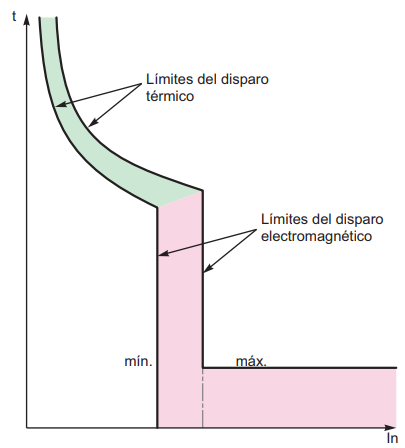 t
Límites del disparo
térmico
Límites del disparo
electromagnético
mín.
máx.
In